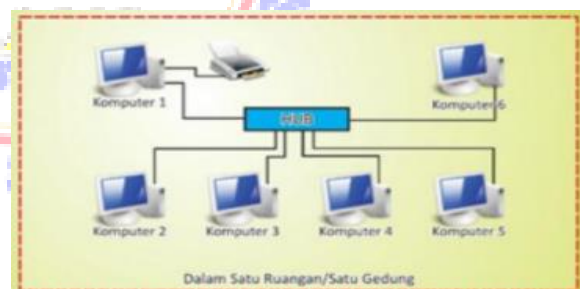 Komputer 1
Komputer 6
HUB
Komputer 2
Komputer 3
Komputer 4
Komputer 5
Dalam Satu Ruangan/Satu Gedung